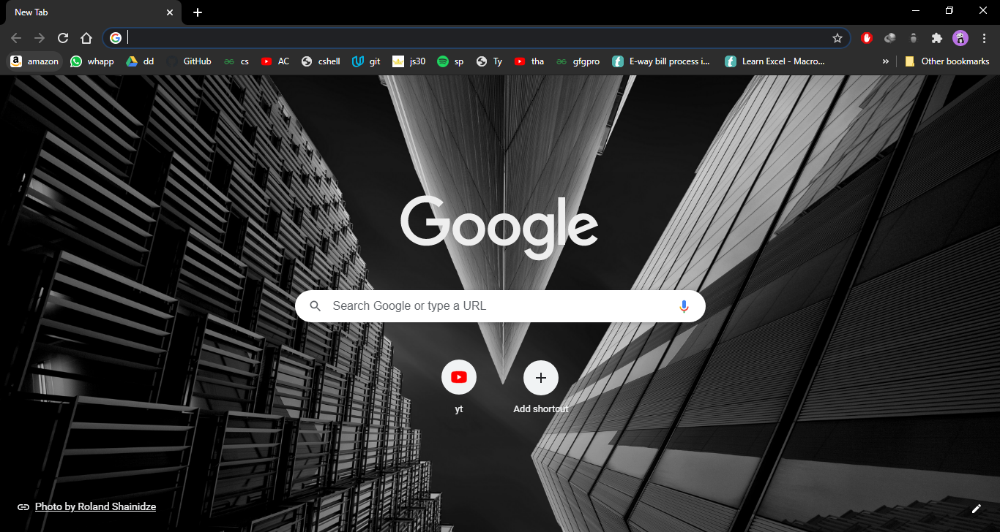 New Tab
amazon whapp dd GitHub cs AC cshell git js30 sp Ty tha gfgpro E-way bill process i... Learn Excel - Macro... » Other bookmarks
Google
Search Google or type a URL
yt Add shortcut
Photo by Roland Shainidze